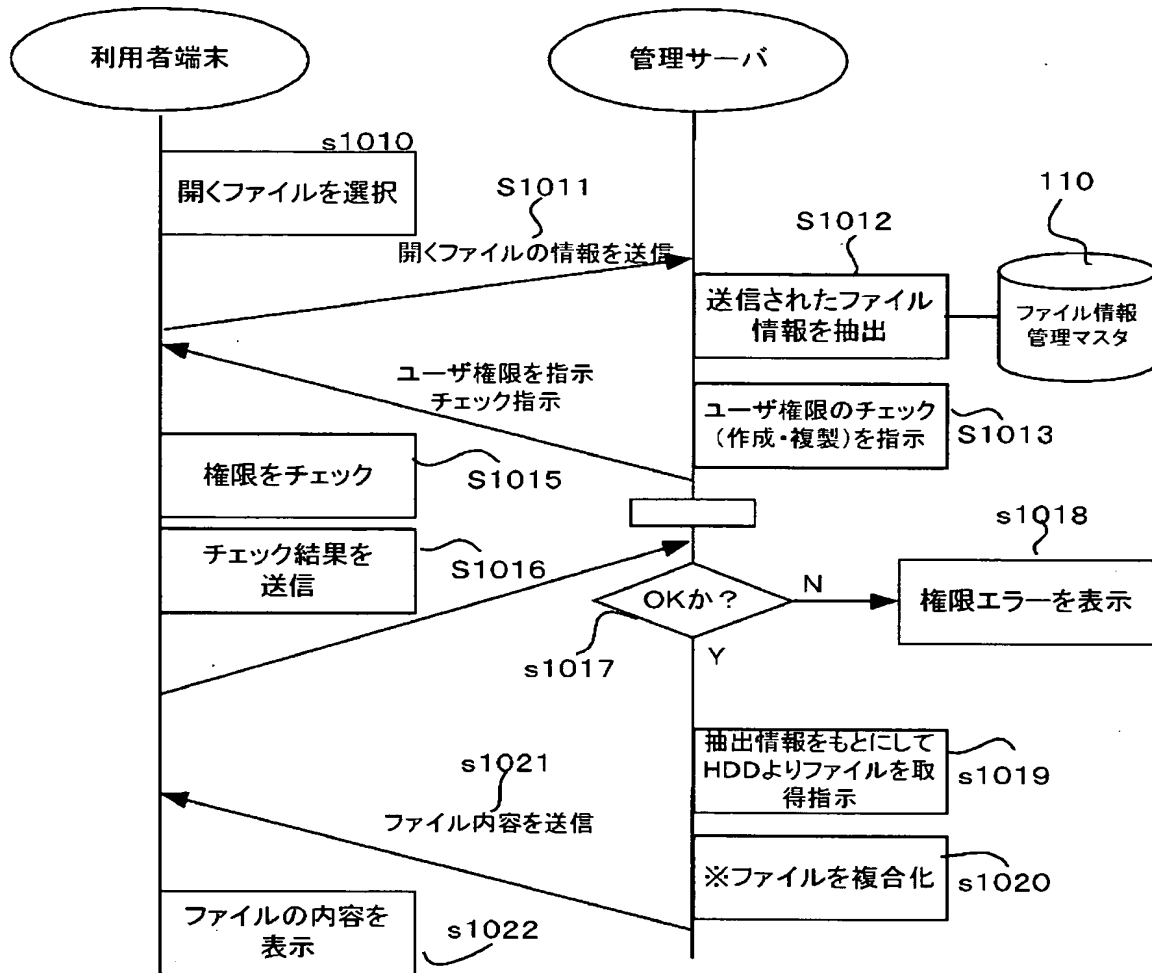 利用者端末
管理サーバ
s1010
開くファイルを選択
S1011
開くファイルの情報を送信
S1012
110
送信されたファイル
情報を抽出
ファイル情報
管理マスタ
ユーザ権限を指示
チェック指示
ユーザ権限のチェック
(作成・複製)を指示
S1013
権限をチェック
S1015
チェック結果を
送信
S1016
OKか？
N
s1018
権限エラーを表示
s1017
Y
抽出情報をもとにして
HDDよりファイルを取
得指示
s1019
s1021
ファイル内容を送信
※ファイルを複合化
s1020
ファイルの内容を
表示
s1022